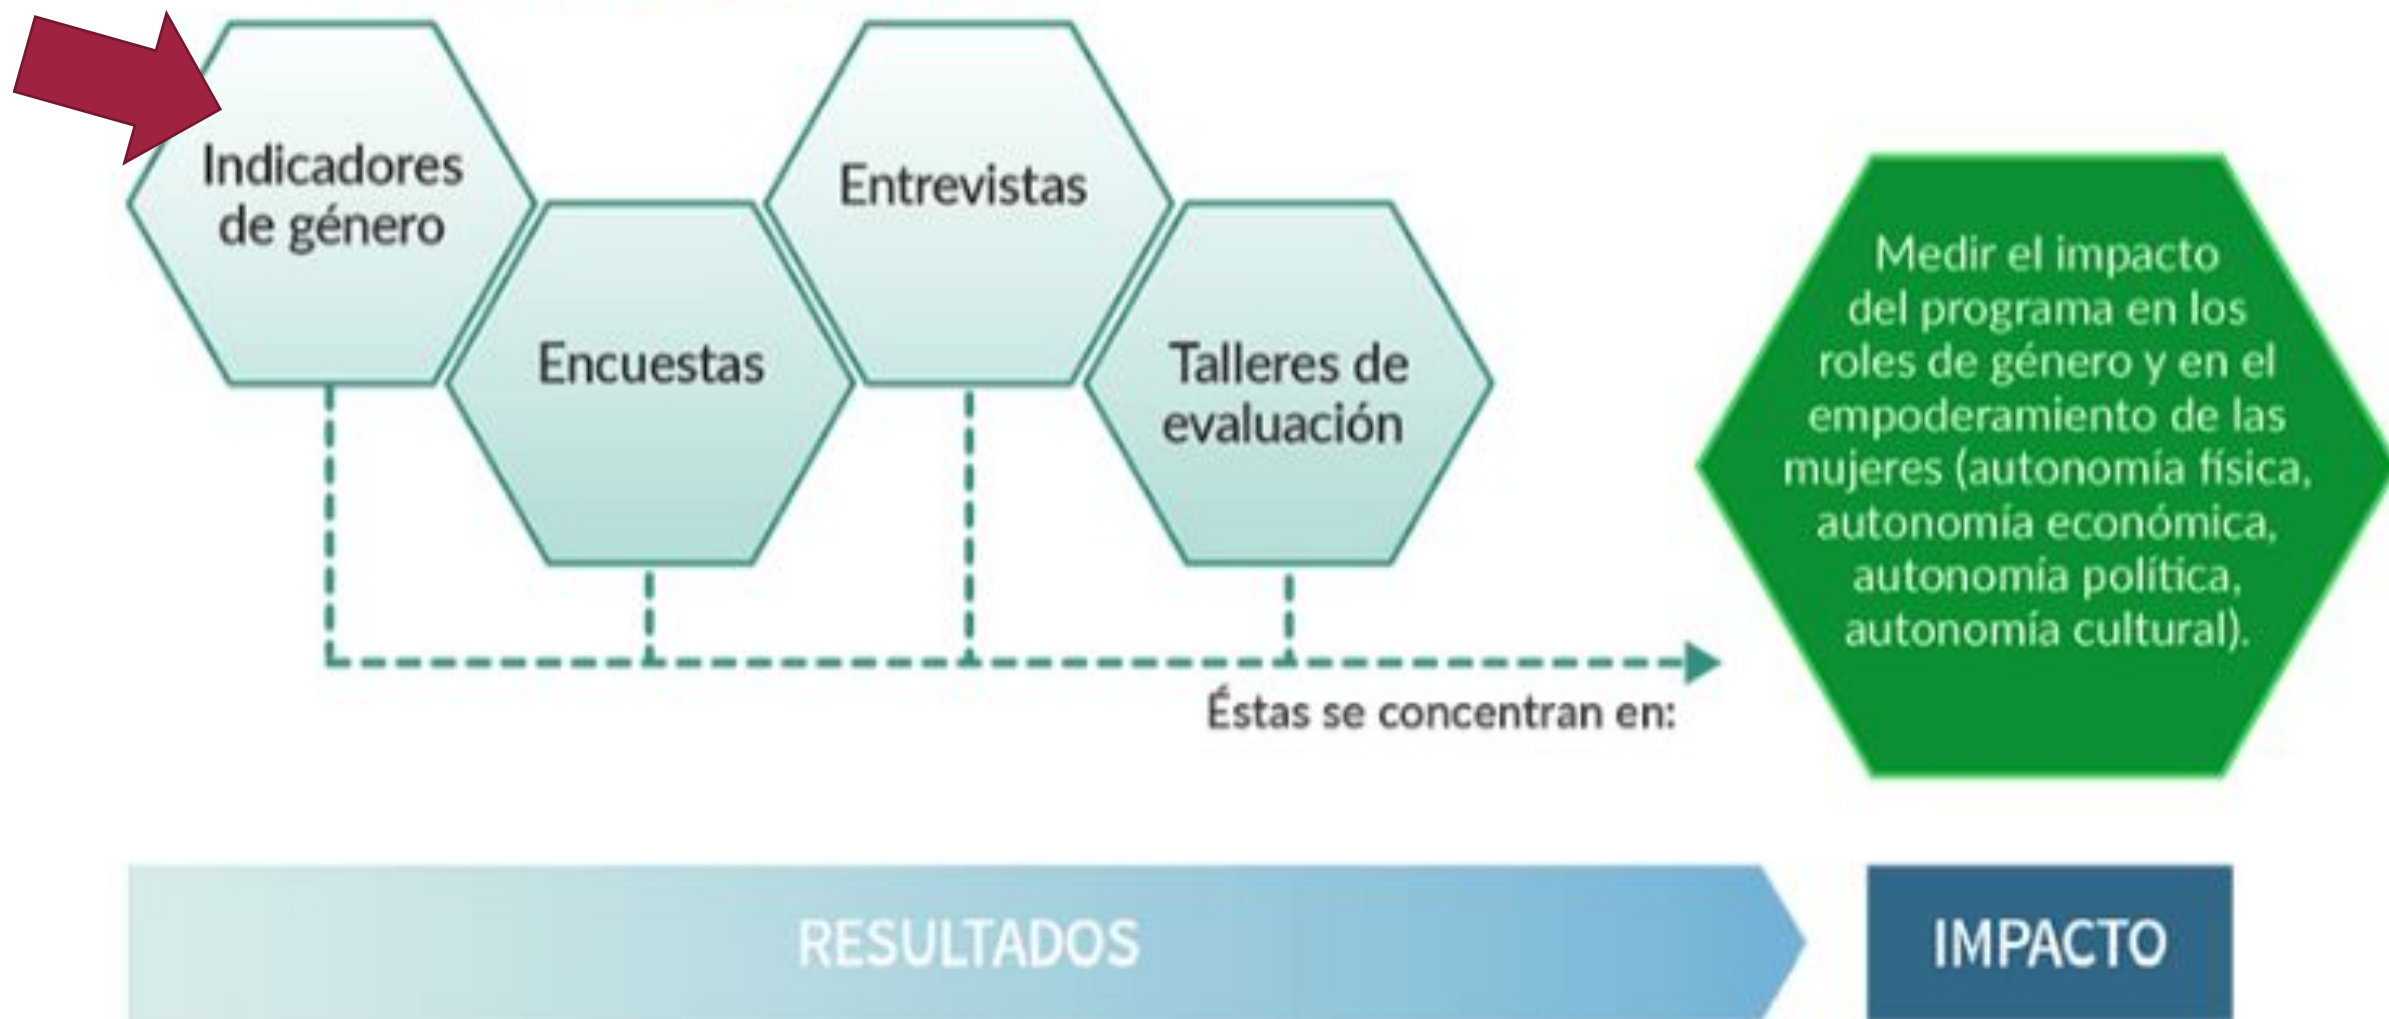 Indicadores
de género
Encuestas
Entrevistas
Talleres de
evaluación
Éstas se concentran en:
Medir el impacto
del programa en los
roles de género y en el
empoderamiento de las
mujeres (autonomía física,
autonomía económica,
autonomía política,
autonomía cultural).
RESULTADOS
IMPACTO